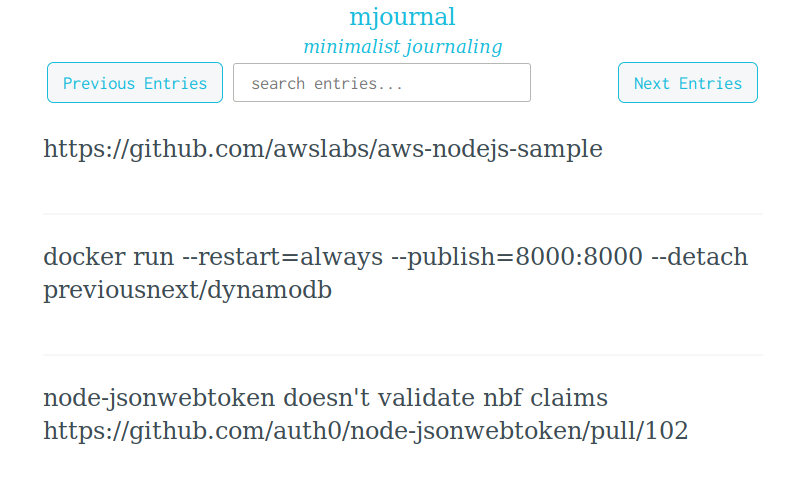 mjournal
minimalist journaling
Previous Entries
search entries...
Next Entries
https://github.com/awslabs/aws-nodejs-sample
docker run --restart=always --publish=8000:8000 --detach
previousnext/dynamodb
node-jsonwebtoken doesn't validate nbf claims
https://github.com/auth0/node-jsonwebtoken/pull/102